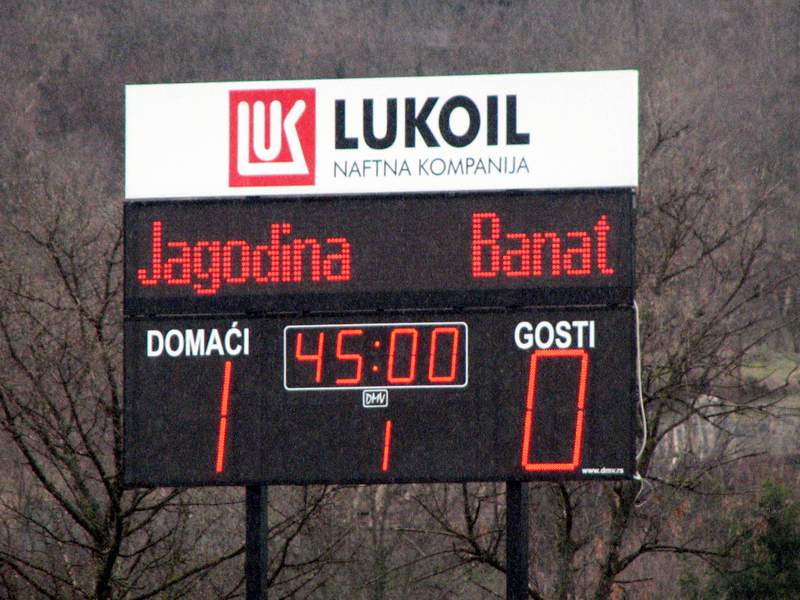 LUK LUKOIL
NAFTNA KOMPANIJA
Jagodina Banat
DOMAĆI 45:00 GOSTI
DMV
1 1 0
www.dmv.rs